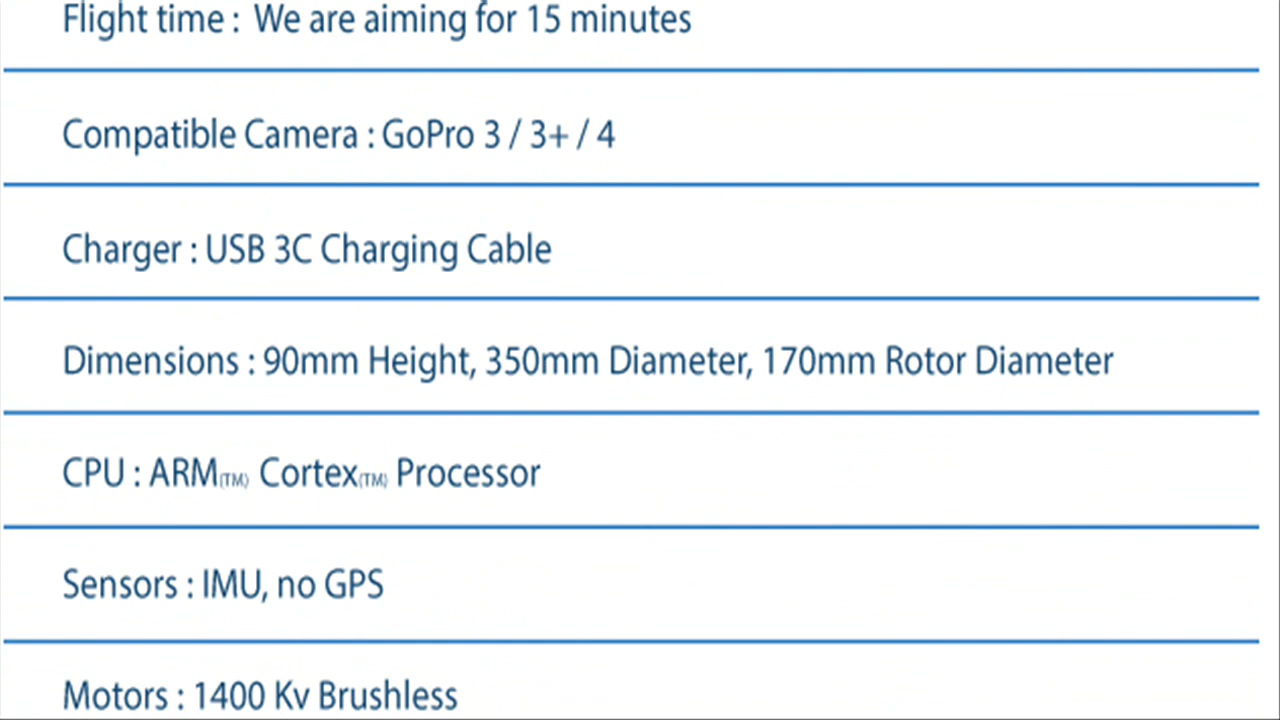 Flight time : We are aiming for 15 minutes
Compatible Camera : GoPro 3 / 3+ / 4
Charger : USB 3C Charging Cable
Dimensions : 90mm Height, 350mm Diameter, 170mm Rotor Diameter
CPU : ARM(TM) Cortex(TM) Processor
Sensors : IMU, no GPS
Motors : 1400 Kv Brushless